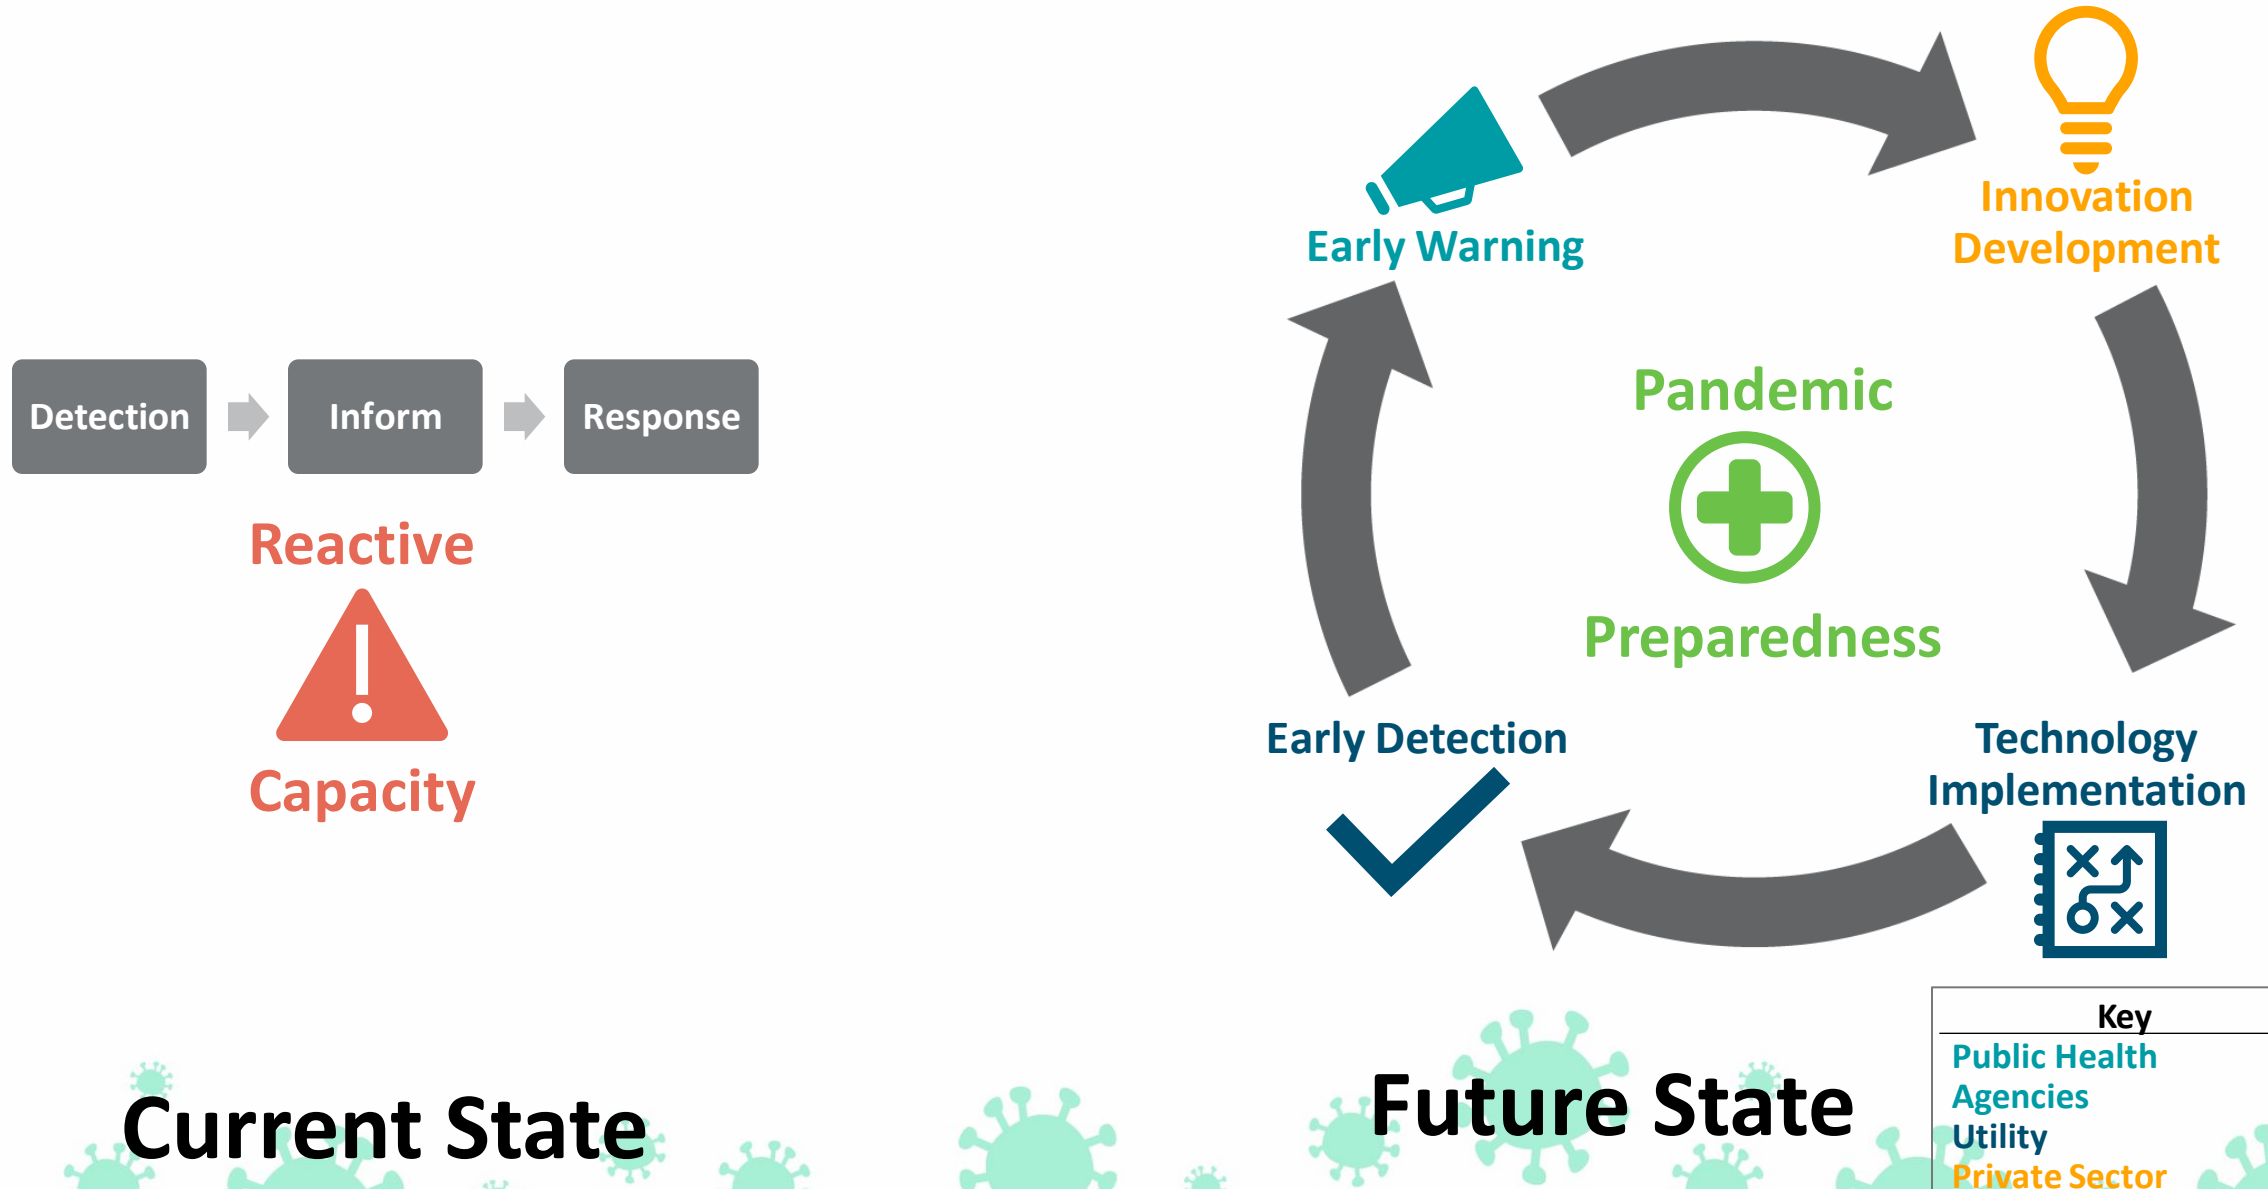 Detection
Inform
Response
Reactive
Capacity
Current State
Early Warning
Innovation
Development
Pandemic
Preparedness
Early Detection
Technology
Implementation
Future State
Key
Public Health
Agencies
Utility
Private Sector